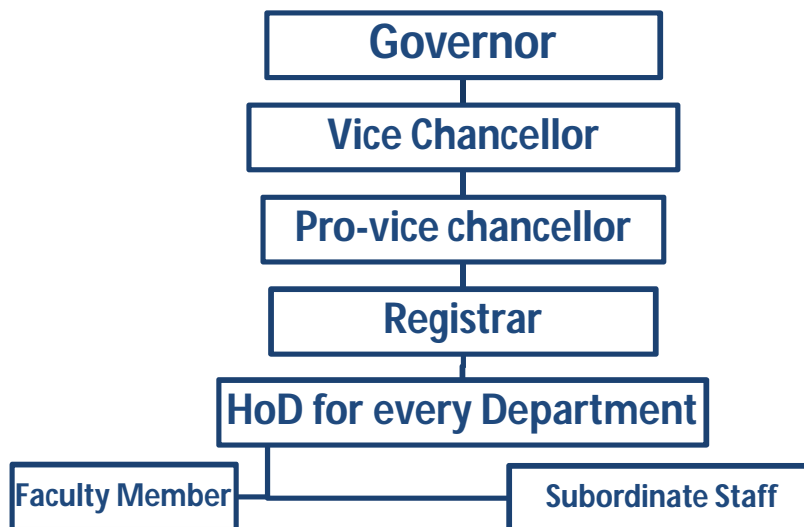 Governor
Vice Chancellor
Pro-vice chancellor
Registrar
HoD for every Department
Faculty Member
Subordinate Staff